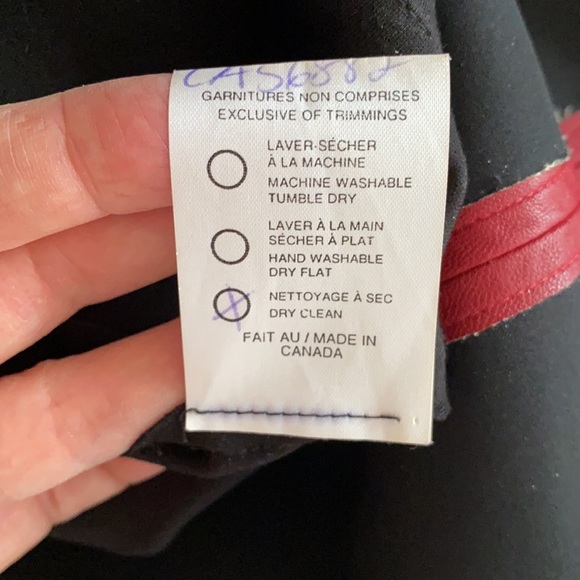 CA56882
GARNITURES NON COMPRISES
EXCLUSIVE OF TRIMMINGS
LAVER-SÉCHER
À LA MACHINE
MACHINE WASHABLE
TUMBLE DRY
LAVER À LA MAIN
SÉCHER À PLAT
HAND WASHABLE
DRY FLAT
X NETTOYAGE À SEC
DRY CLEAN
FAIT AU / MADE IN
CANADA